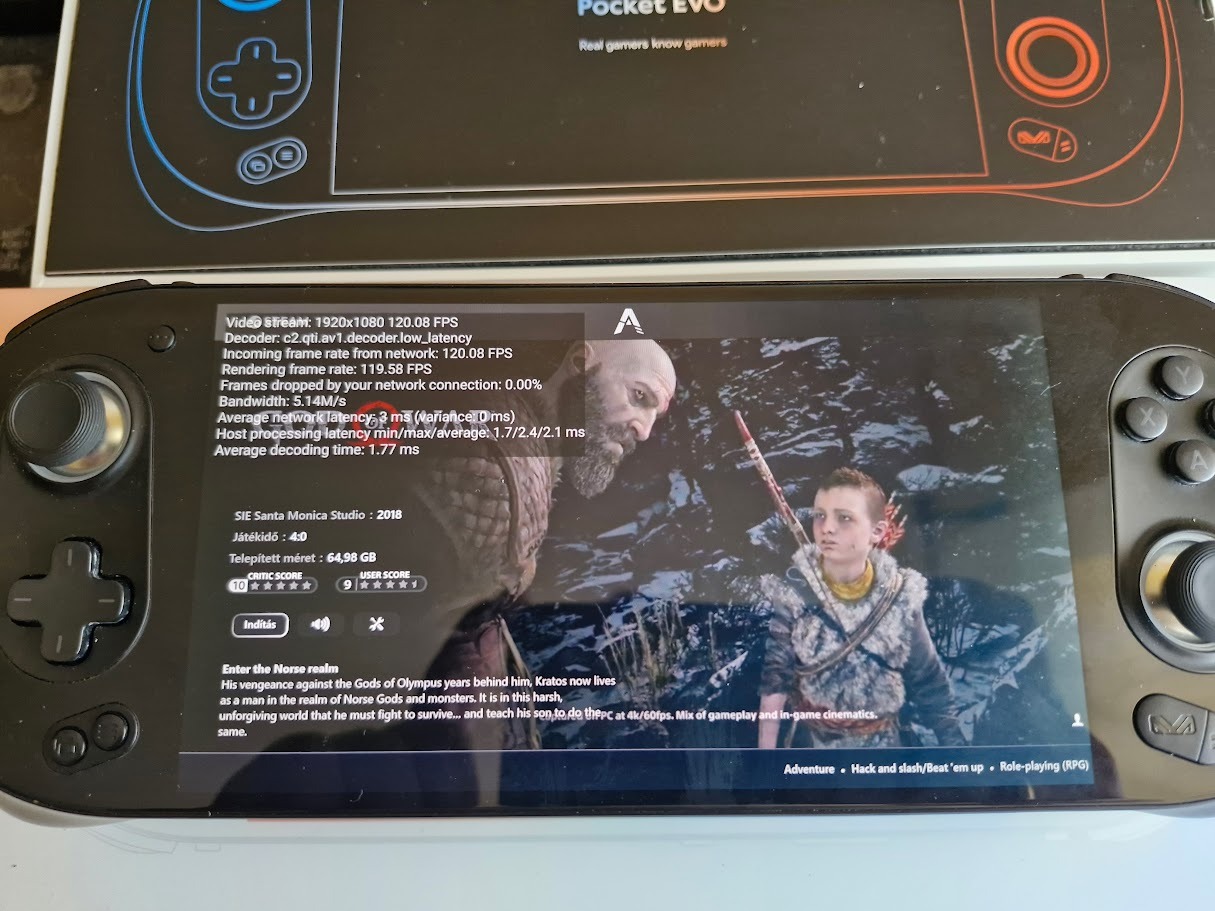 Pocket EVO
Real gamers know gamers
Video stream: 1920x1080 120.08 FPS
Decoder: c2.qti.av1.decoder.low_latency
Incoming frame rate from network: 120.08 FPS
Rendering frame rate: 119.58 FPS
Frames dropped by your network connection: 0.00%
Bandwidth: 5.14M/s
Average network latency: 3 ms (variance: 0 ms)
Host processing latency min/max/average: 1.7/2.4/2.1 ms
Average decoding time: 1.77 ms
SIE Santa Monica Studio : 2018
Játékidő : 4:0
Telepített méret : 64,98 GB
10 CRITIC SCORE
9 USER SCORE
Indítás
Enter the Norse realm
His vengeance against the Gods of Olympus years behind him, Kratos now lives
as a man in the realm of Norse Gods and monsters. It is in this harsh,
unforgiving world that he must fight to survive... and teach his son to do the
same.
PC at 4k/60fps. Mix of gameplay and in-game cinematics.
Adventure • Hack and slash/Beat 'em up • Role-playing (RPG)
Y
X
A